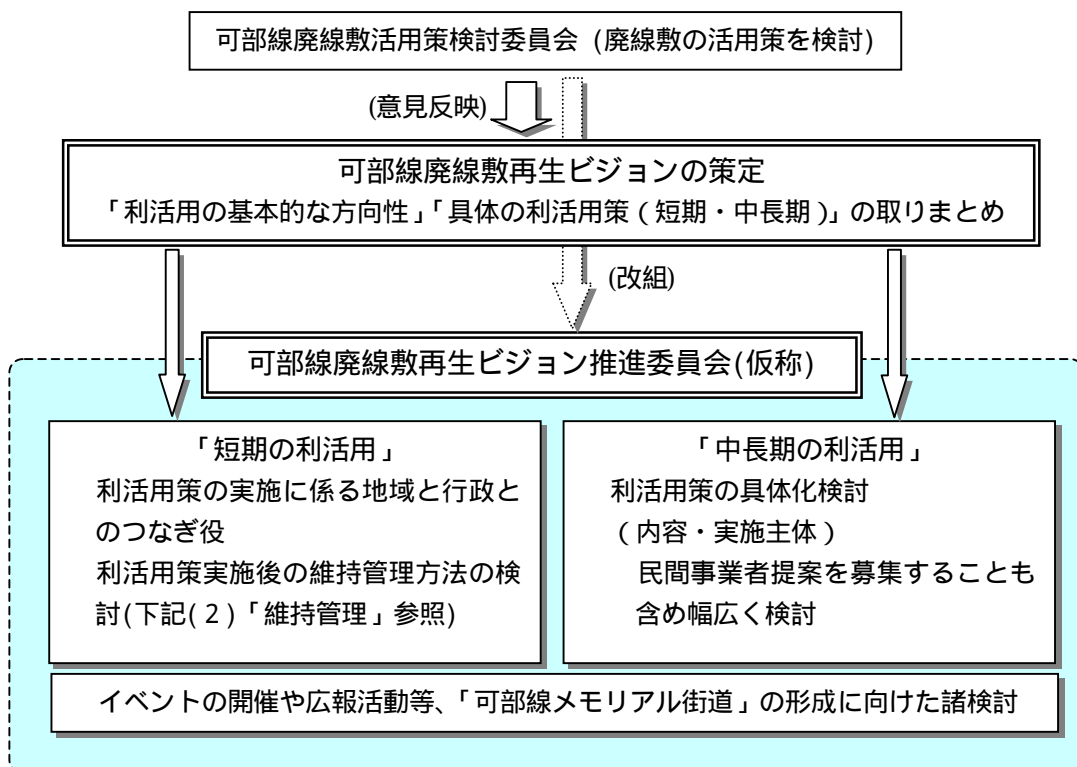 可部線廃線敷活用策検討委員会 (廃線敷の活用策を検討)
(意見反映)
可部線廃線敷再生ビジョンの策定
「利活用の基本的な方向性」「具体の利活用策(短期・中長期)」の取りまとめ
(改組)
可部線廃線敷再生ビジョン推進委員会(仮称)
「短期の利活用」
利活用策の実施に係る地域と行政と
のつなぎ役
利活用策実施後の維持管理方法の検
討(下記(2)「維持管理」参照)
「中長期の利活用」
利活用策の具体化検討
(内容・実施主体)
民間事業者提案を募集することも
含め幅広く検討
イベントの開催や広報活動等、「可部線メモリアル街道」の形成に向けた諸検討